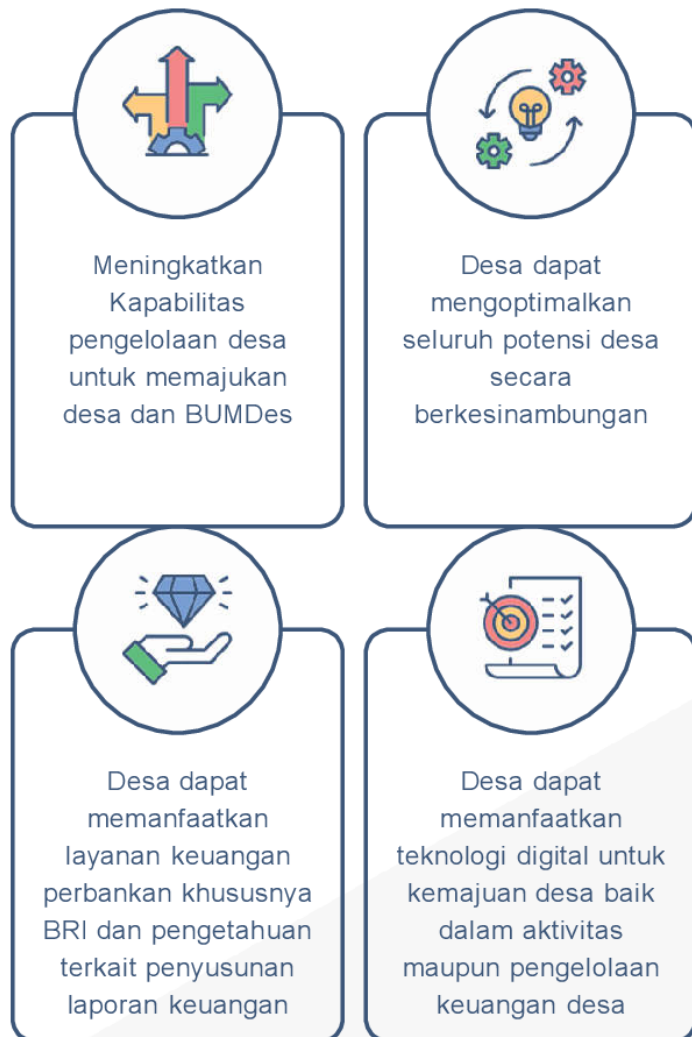 Meningkatkan
Kapabilitas
pengelolaan desa
untuk memajukan
desa dan BUMDes
Desa dapat
mengoptimalkan
seluruh potensi desa
secara
berkesinambungan
Desa dapat
memanfaatkan
layanan keuangan
perbankan khususnya
BRI dan pengetahuan
terkait penyusunan
laporan keuangan
Desa dapat
memanfaatkan
teknologi digital untuk
kemajuan desa baik
dalam aktivitas
maupun pengelolaan
keuangan desa